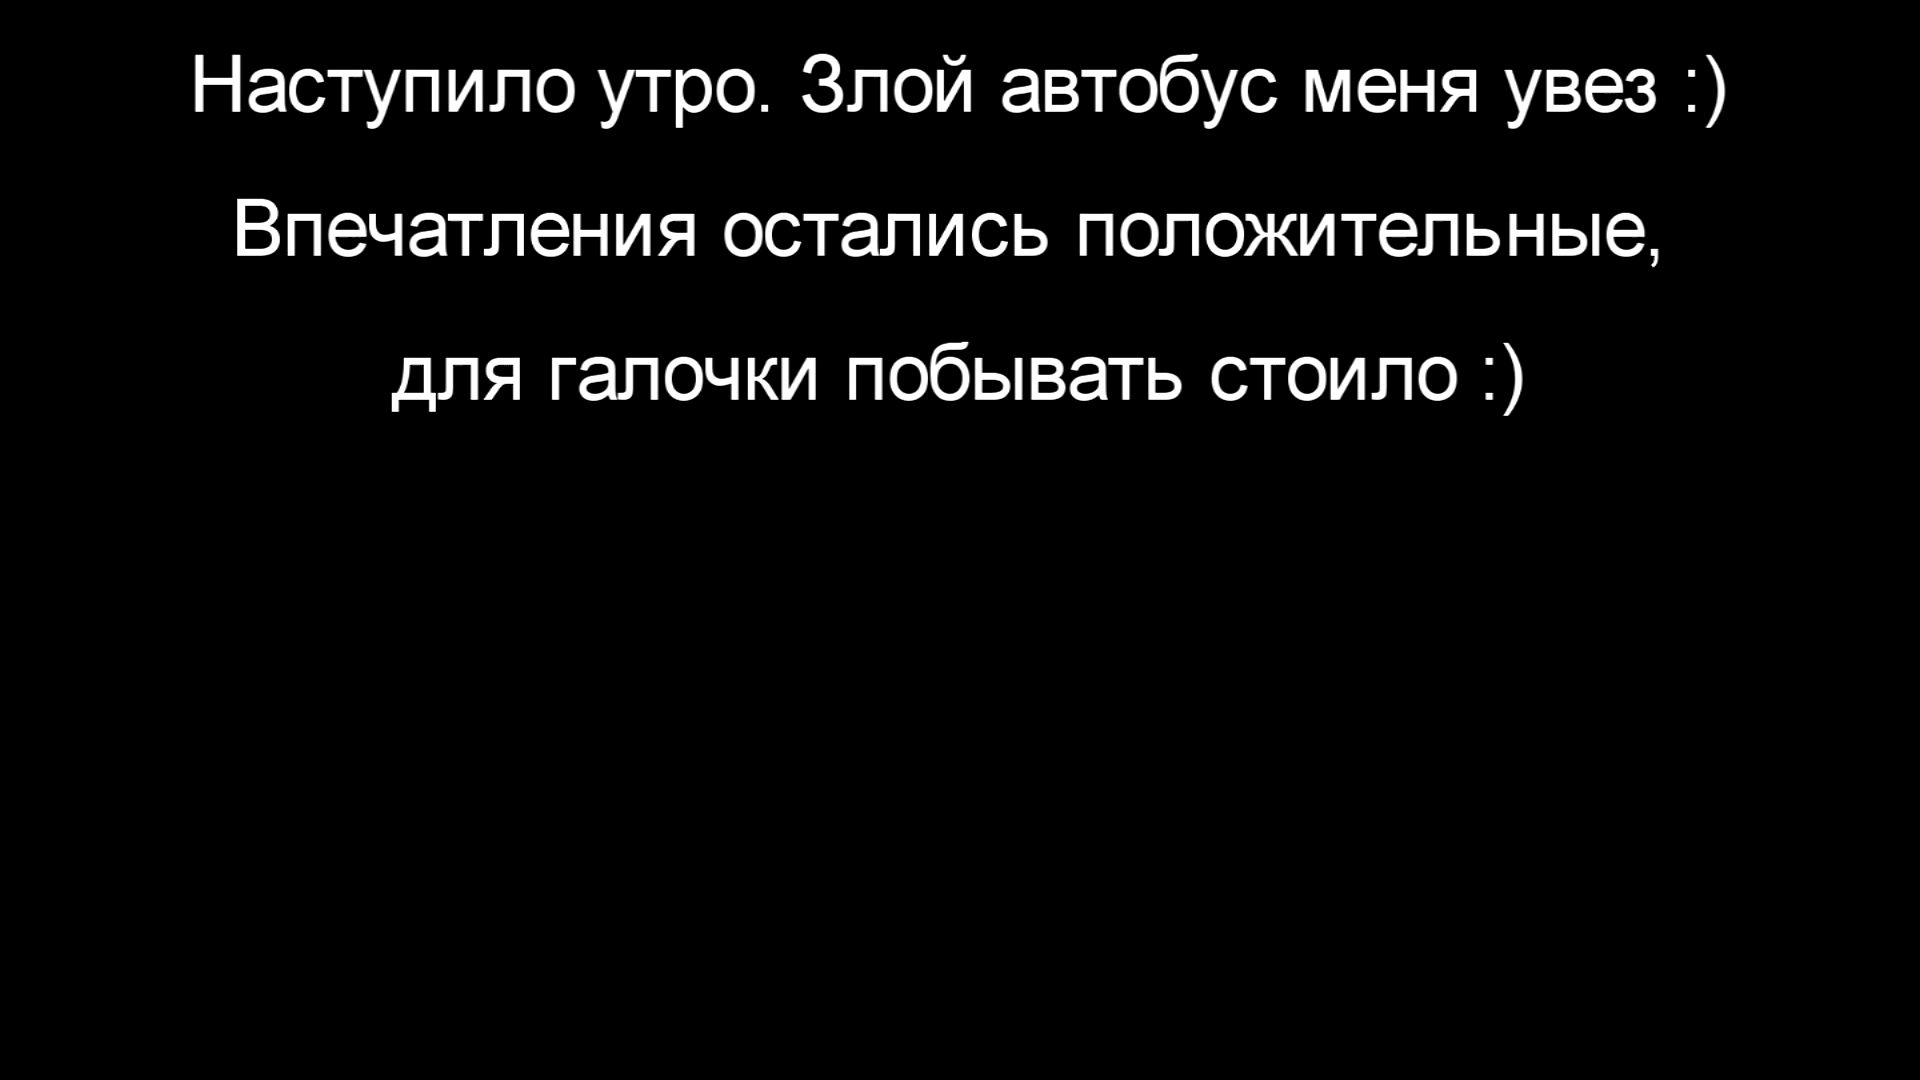 Наступило утро. Злой автобус меня увез :)
Впечатления остались положительные,
для галочки побывать стоило :)